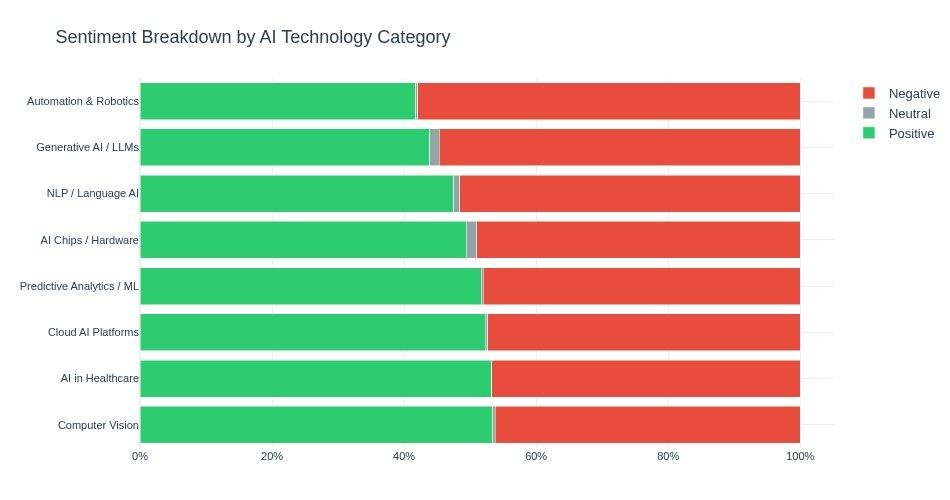 Sentiment Breakdown by AI Technology Category
Negative
Neutral
Positive
Automation & Robotics
Generative AI / LLMs
NLP / Language AI
AI Chips / Hardware
Predictive Analytics / ML
Cloud AI Platforms
AI in Healthcare
Computer Vision
0% 20% 40% 60% 80% 100%